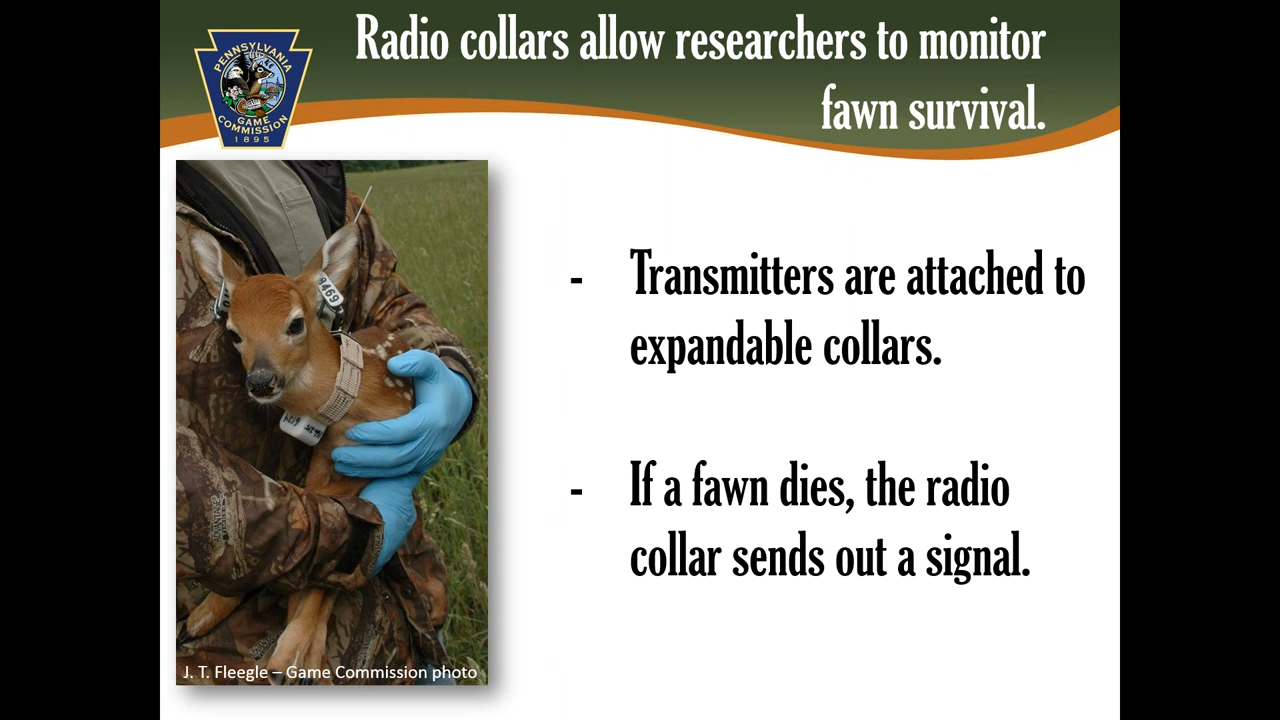 PENNSYLVANIA
GAME
COMMISSION
1895
Radio collars allow researchers to monitor
fawn survival.
8469
- Transmitters are attached to
expandable collars.
- If a fawn dies, the radio
collar sends out a signal.
J. T. Fleegle – Game Commission photo